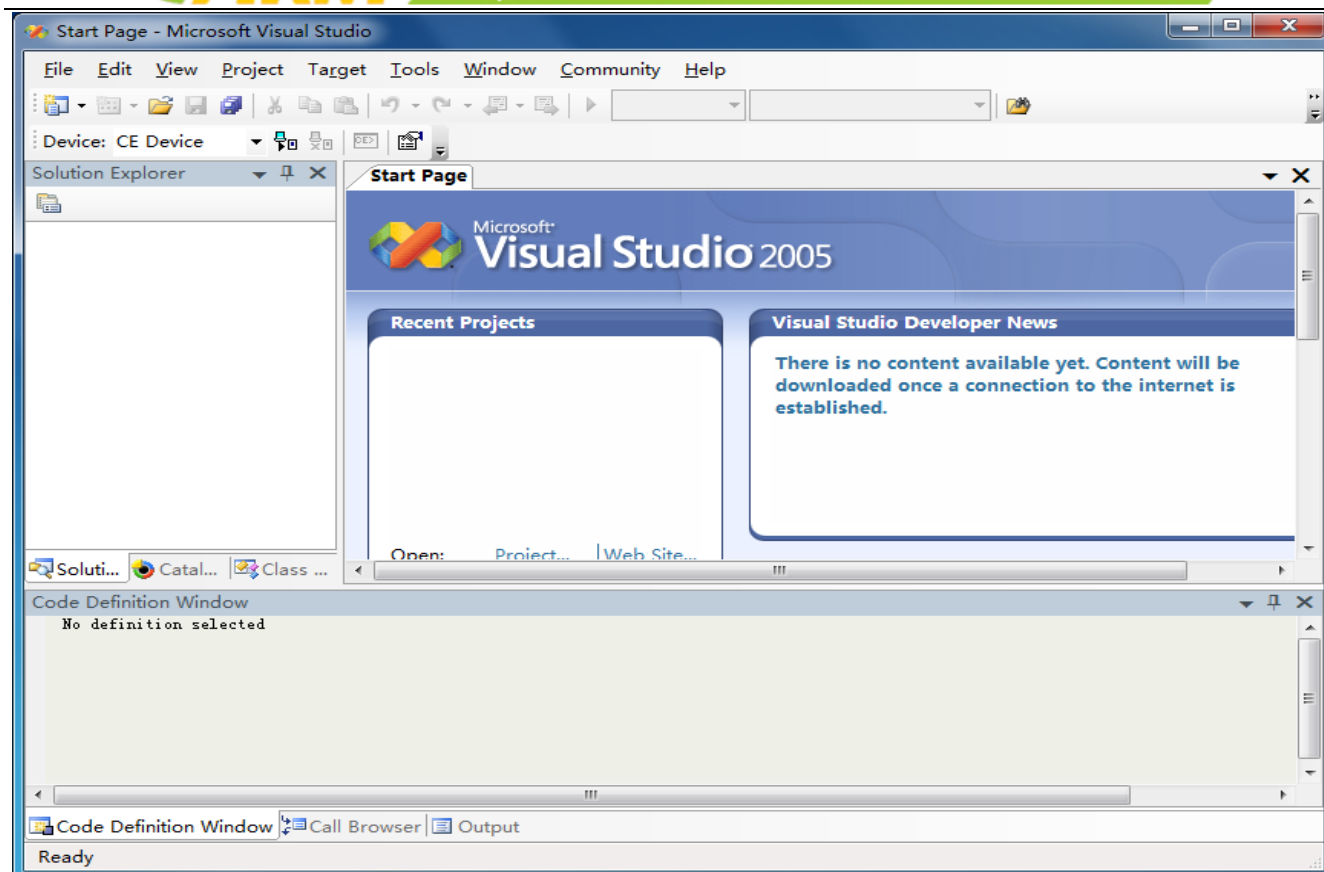 Start Page - Microsoft Visual Studio
File Edit View Project Target Tools Window Community Help
Device: CE Device
Solution Explorer
Start Page
Microsoft
Visual Studio 2005
Recent Projects
Visual Studio Developer News
There is no content available yet. Content will be
downloaded once a connection to the internet is
established.
Open: Project... Web Site...
Soluti... Catal... Class ...
Code Definition Window
No definition selected
Code Definition Window Call Browser Output
Ready